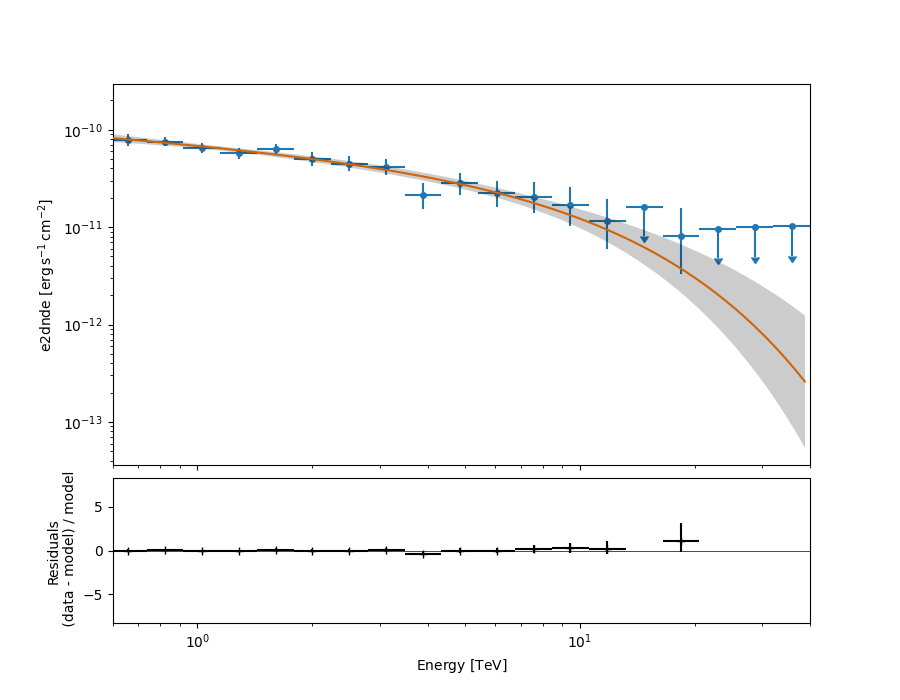 10⁻¹⁰
10⁻¹¹
10⁻¹²
10⁻¹³
e2dnde [erg s⁻¹ cm⁻²]
5
0
−5
Residuals
(data - model) / model
10⁰
10¹
Energy [TeV]